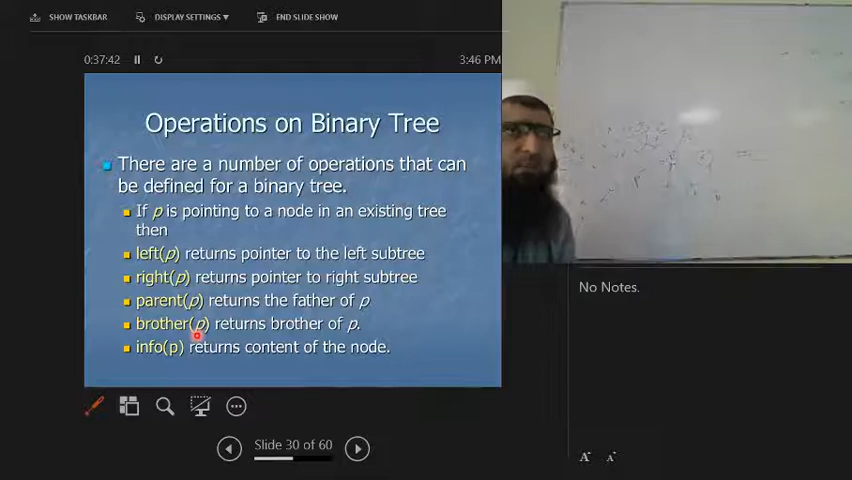 SHOW TASKBAR DISPLAY SETTINGS ▾ END SLIDE SHOW
0:37:42 3:46 PM
Operations on Binary Tree
There are a number of operations that can
be defined for a binary tree.
If p is pointing to a node in an existing tree
then
left(p) returns pointer to the left subtree
right(p) returns pointer to right subtree
parent(p) returns the father of p
brother(p) returns brother of p.
info(p) returns content of the node.
No Notes.
Slide 30 of 60
A A